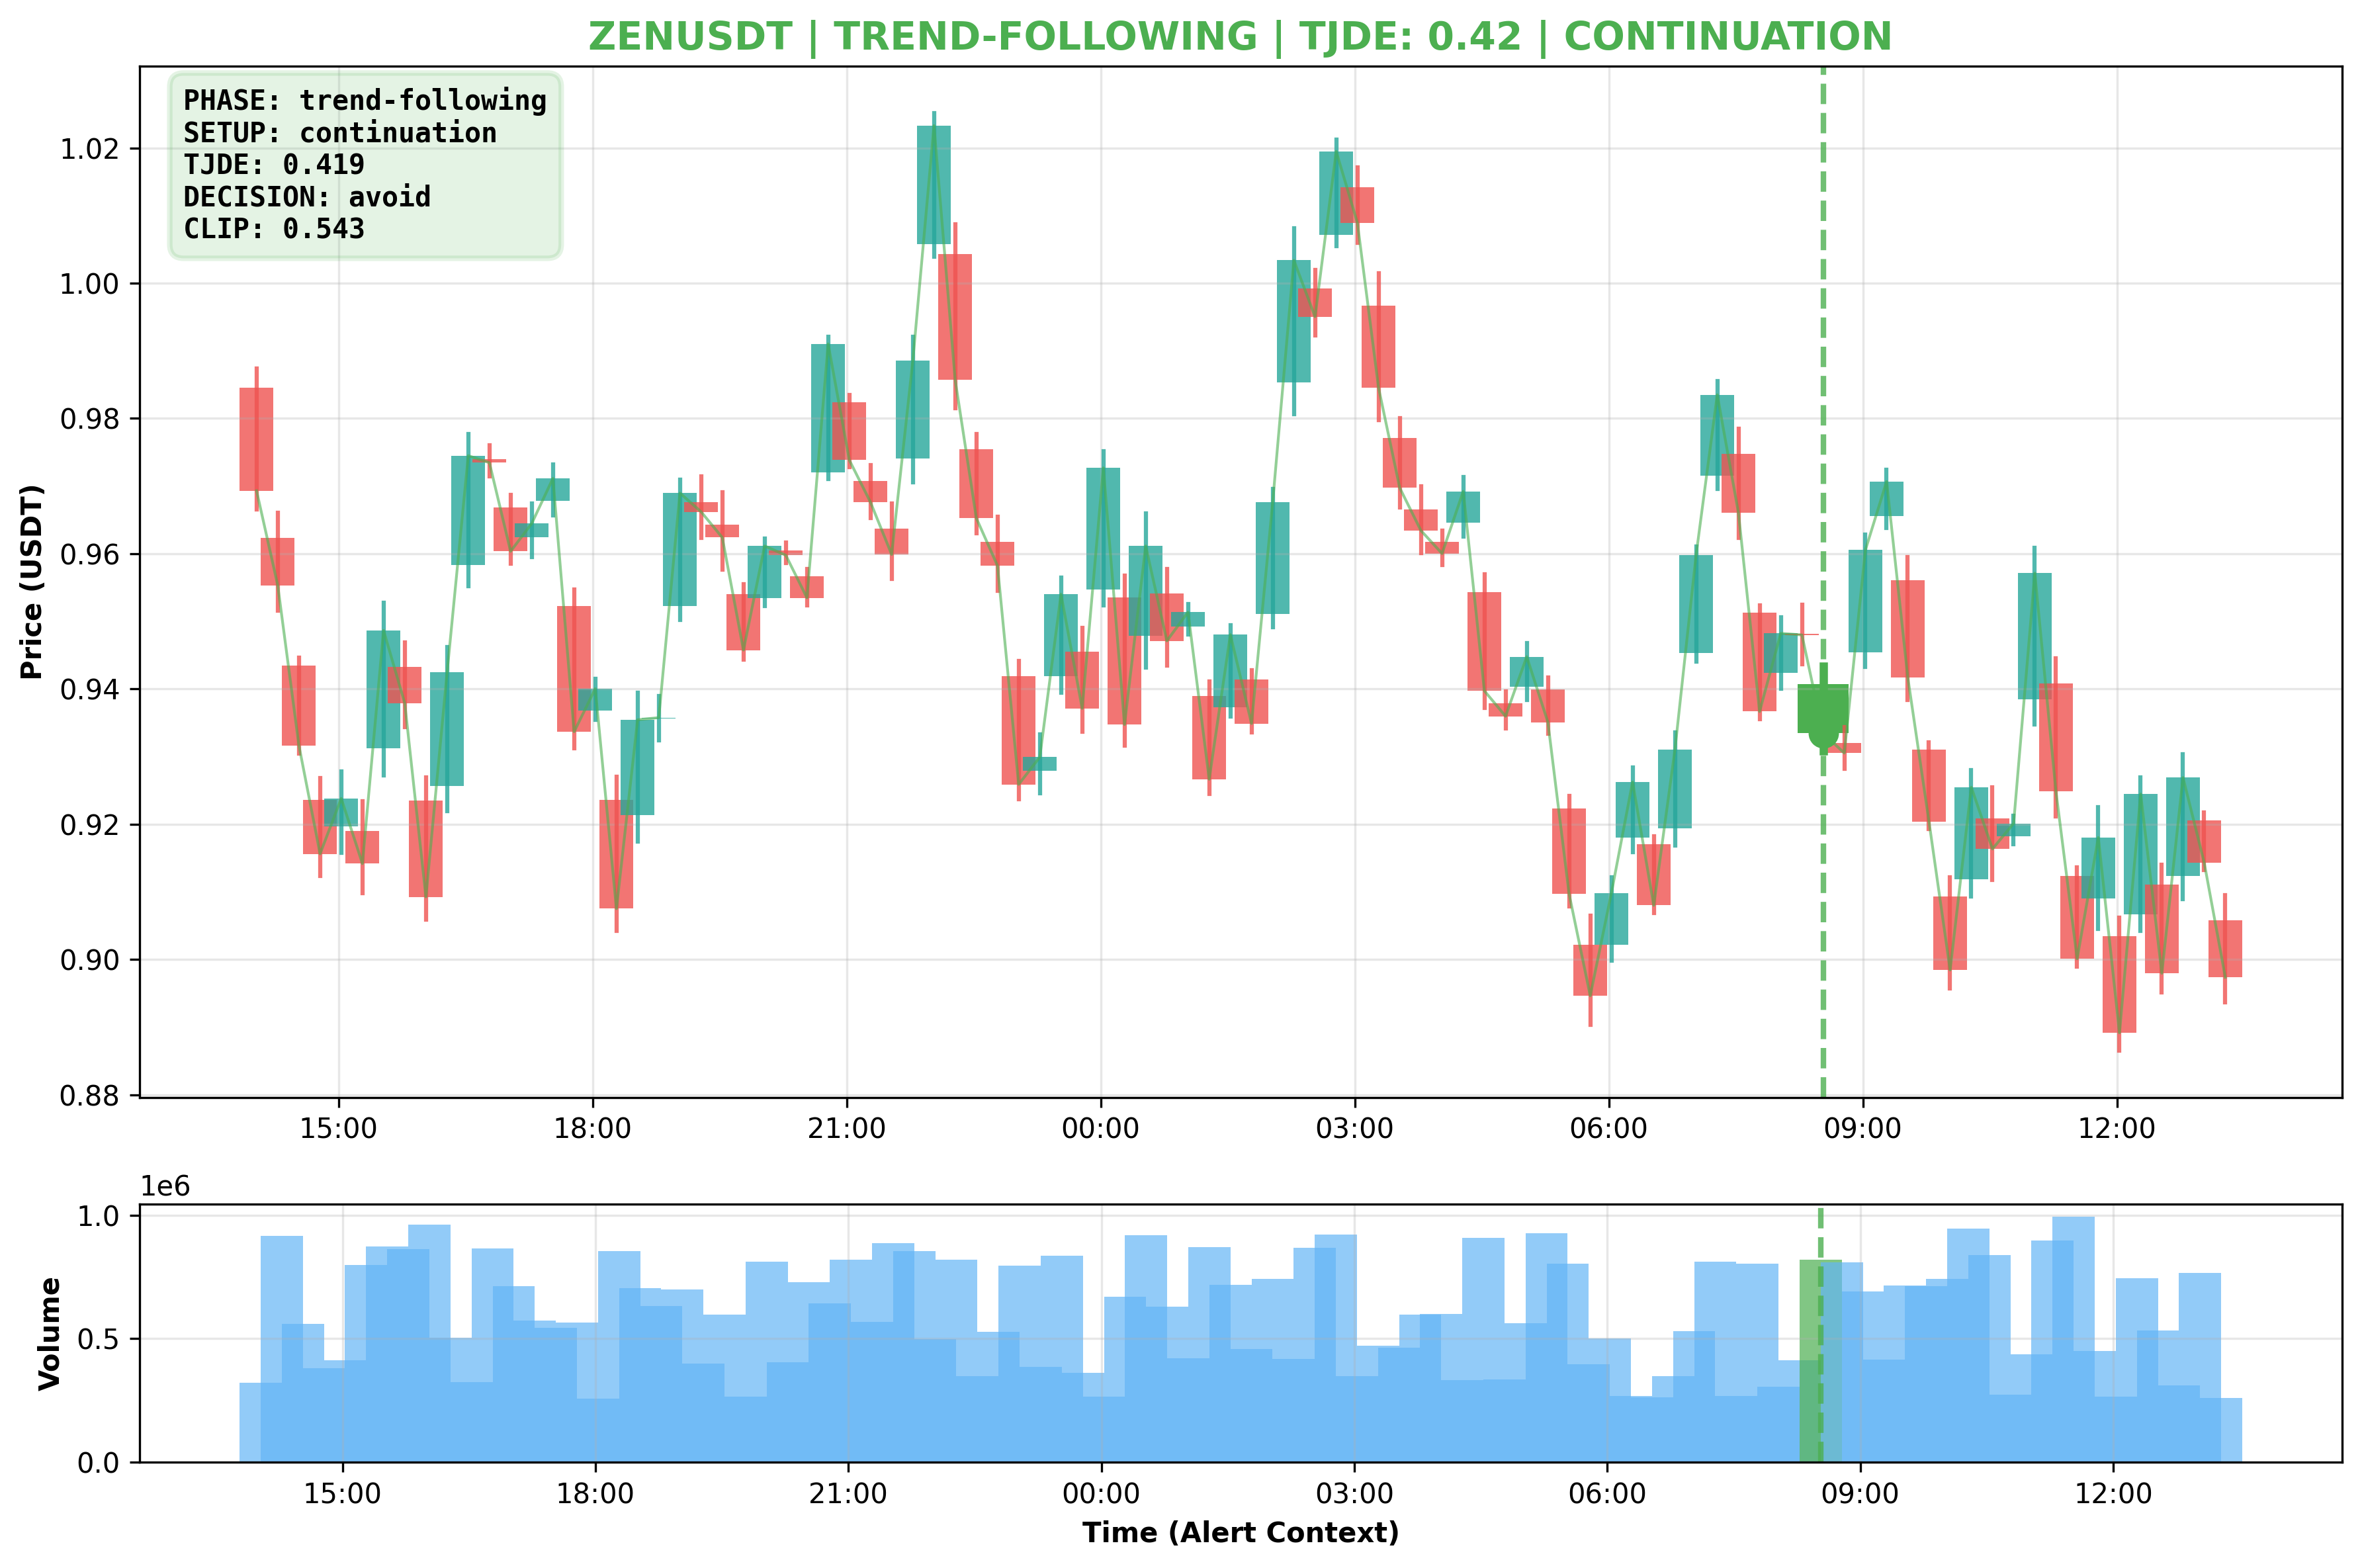 ZENUSDT | TREND-FOLLOWING | TJDE: 0.42 | CONTINUATION
PHASE: trend-following
SETUP: continuation
TJDE: 0.419
DECISION: avoid
CLIP: 0.543
Price (USDT)
1.02
1.00
0.98
0.96
0.94
0.92
0.90
0.88
15:00 18:00 21:00 00:00 03:00 06:00 09:00 12:00
1e6
Volume
1.0
0.5
0.0
15:00 18:00 21:00 00:00 03:00 06:00 09:00 12:00
Time (Alert Context)